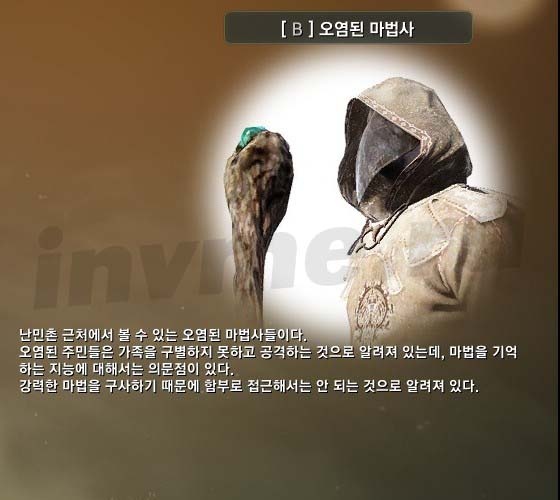 [ B ] 오염된 마법사
난민촌 근처에서 볼 수 있는 오염된 마법사들이다.
오염된 주민들은 가족을 구별하지 못하고 공격하는 것으로 알려져 있는데, 마법을 기억
하는 지능에 대해서는 의문점이 있다.
강력한 마법을 구사하기 때문에 함부로 접근해서는 안 되는 것으로 알려져 있다.